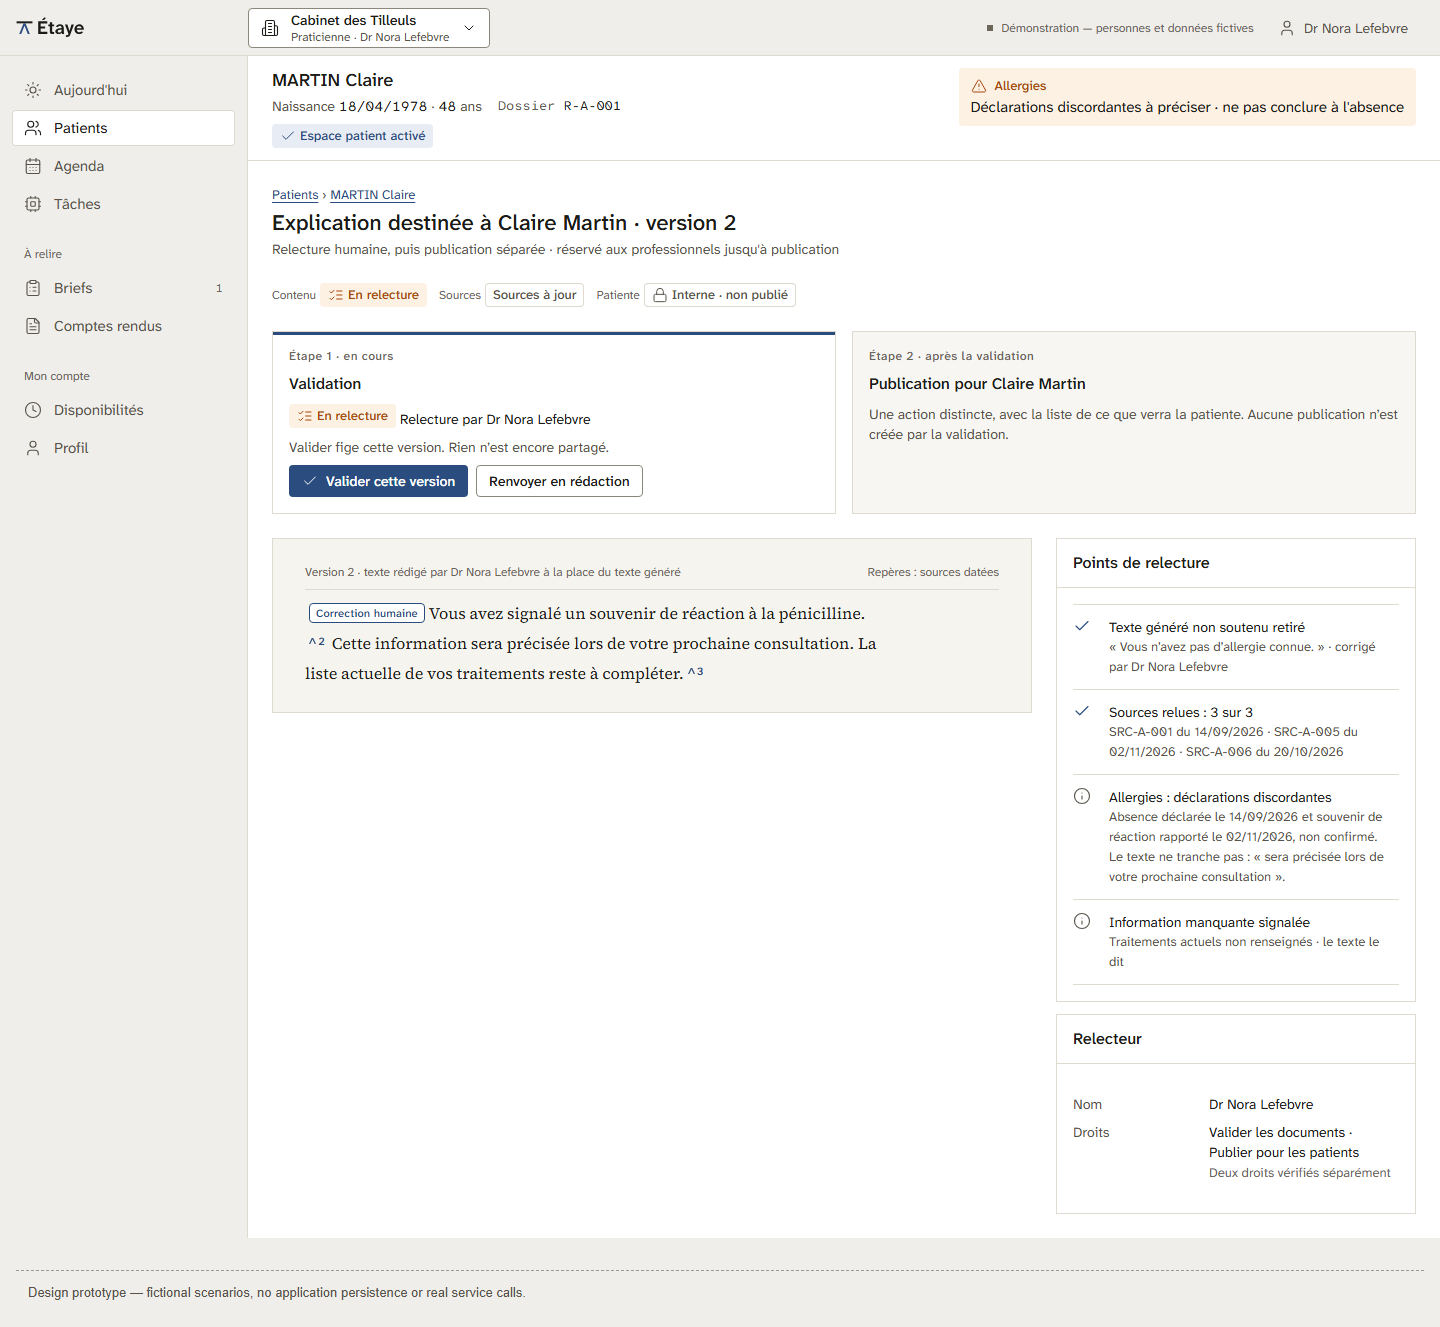 Étaye
Cabinet des Tilleuls
Praticienne · Dr Nora Lefebvre
Démonstration — personnes et données fictives
Dr Nora Lefebvre
Aujourd'hui
Patients
Agenda
Tâches
À relire
Briefs 1
Comptes rendus
Mon compte
Disponibilités
Profil
MARTIN Claire
Naissance 18/04/1978 · 48 ans Dossier R-A-001
Espace patient activé
Allergies
Déclarations discordantes à préciser · ne pas conclure à l'absence
Patients › MARTIN Claire
Explication destinée à Claire Martin · version 2
Relecture humaine, puis publication séparée · réservé aux professionnels jusqu'à publication
Contenu En relecture Sources Sources à jour Patiente Interne · non publié
Étape 1 · en cours
Validation
En relecture Relecture par Dr Nora Lefebvre
Valider fige cette version. Rien n'est encore partagé.
Valider cette version Renvoyer en rédaction
Étape 2 · après la validation
Publication pour Claire Martin
Une action distincte, avec la liste de ce que verra la patiente. Aucune publication n'est
créée par la validation.
Version 2 · texte rédigé par Dr Nora Lefebvre à la place du texte généré Repères : sources datées
Correction humaine Vous avez signalé un souvenir de réaction à la pénicilline.
^2 Cette information sera précisée lors de votre prochaine consultation. La
liste actuelle de vos traitements reste à compléter. ^3
Points de relecture
Texte généré non soutenu retiré
« Vous n'avez pas d'allergie connue. » · corrigé
par Dr Nora Lefebvre
Sources relues : 3 sur 3
SRC-A-001 du 14/09/2026 · SRC-A-005 du
02/11/2026 · SRC-A-006 du 20/10/2026
Allergies : déclarations discordantes
Absence déclarée le 14/09/2026 et souvenir de
réaction rapporté le 02/11/2026, non confirmé.
Le texte ne tranche pas : « sera précisée lors de
votre prochaine consultation ».
Information manquante signalée
Traitements actuels non renseignés · le texte le
dit
Relecteur
Nom Dr Nora Lefebvre
Droits Valider les documents ·
Publier pour les patients
Deux droits vérifiés séparément
Design prototype — fictional scenarios, no application persistence or real service calls.